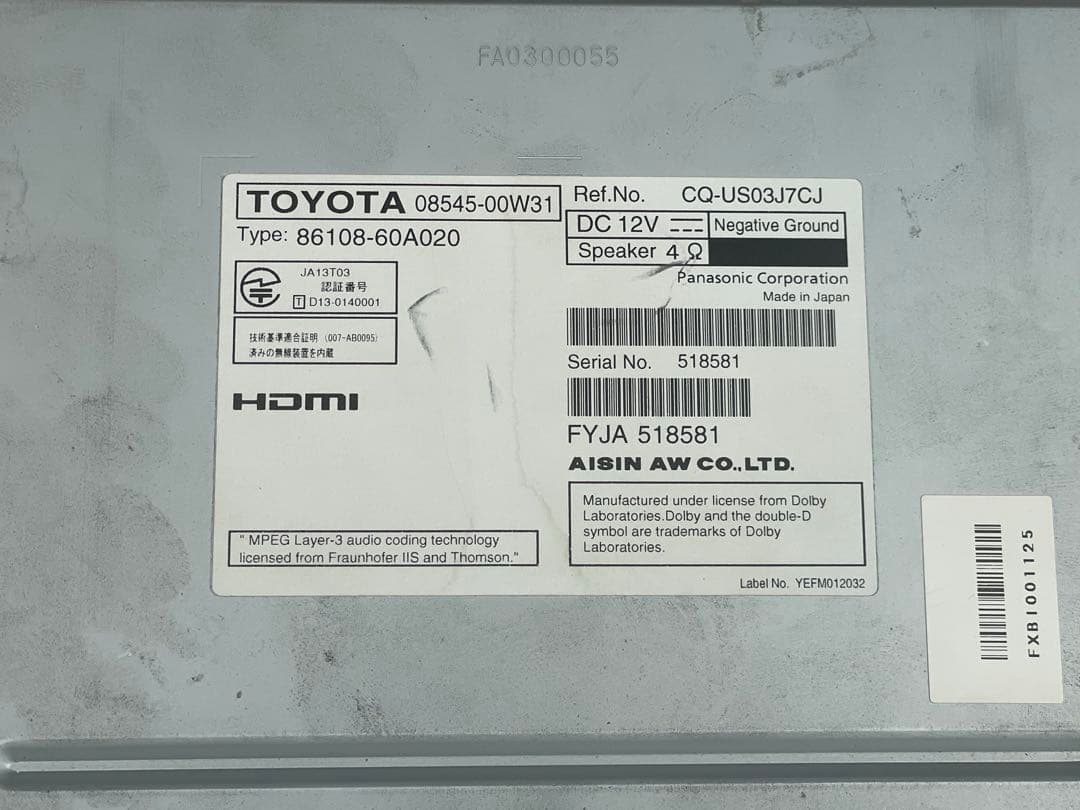 FA0300055
TOYOTA 08545-00W31
Type: 86108-60A020
JA13T03
認証番号
T D13-0140001
技術基準適合証明 (007-AB0095)
済みの無線装置を内蔵
HDMI
" MPEG Layer-3 audio coding technology
licensed from Fraunhofer IIS and Thomson."
Ref.No. CQ-US03J7CJ
DC 12V Negative Ground
Speaker 4 Ω
Panasonic Corporation
Made in Japan
Serial No. 518581
FYJA 518581
AISIN AW CO.,LTD.
Manufactured under license from Dolby
Laboratories.Dolby and the double-D
symbol are trademarks of Dolby
Laboratories.
Label No. YEFM012032
FXBI001125